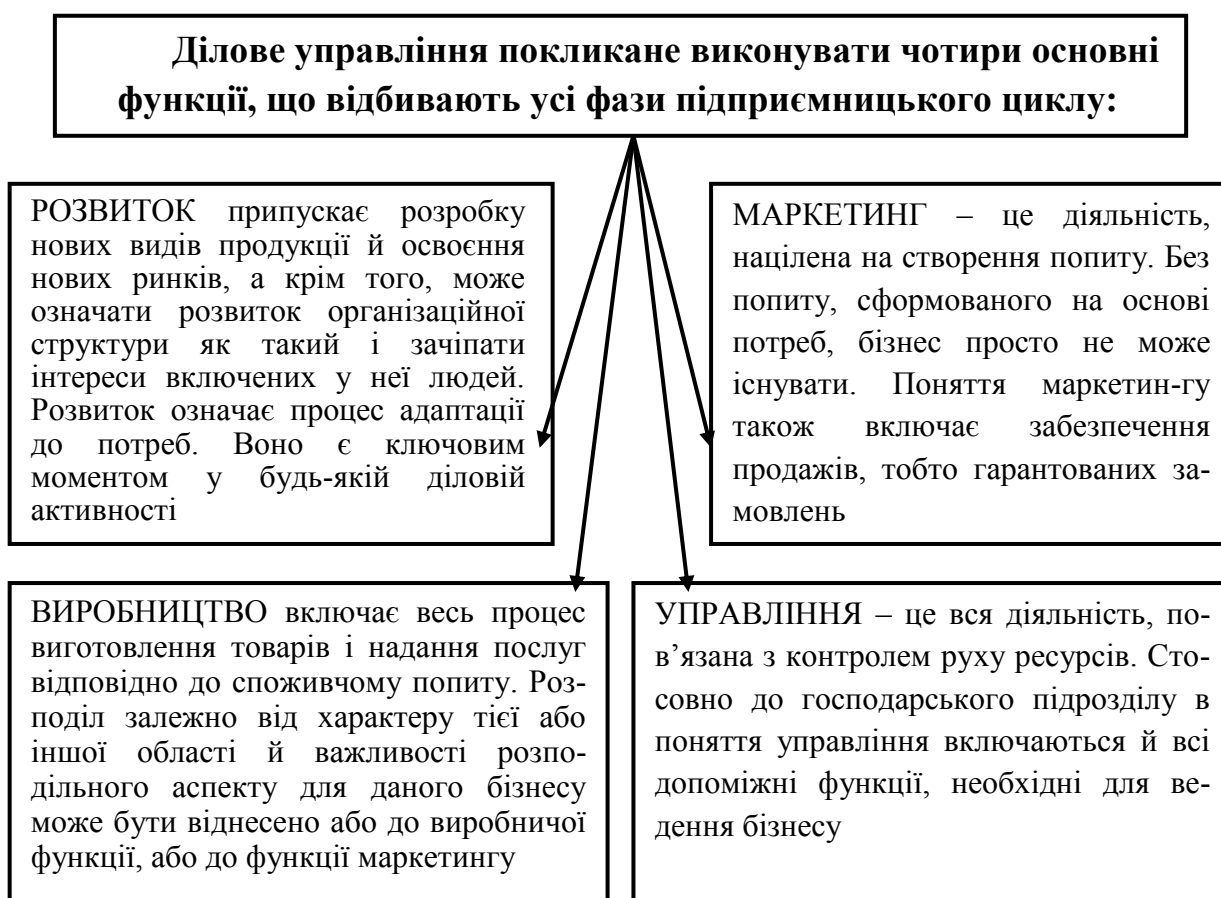 Ділове управління покликане виконувати чотири основні
функції, що відбивають усі фази підприємницького циклу:
РОЗВИТОК припускає розробку
нових видів продукції й освоєння
нових ринків, а крім того, може
означати розвиток організаційної
структури як такий і зачіпати
інтереси включених у неї людей.
Розвиток означає процес адаптації
до потреб. Воно є ключовим
моментом у будь-якій діловій
активності
МАРКЕТИНГ – це діяльність,
націлена на створення попиту. Без
попиту, сформованого на основі
потреб, бізнес просто не може
існувати. Поняття маркетин-гу
також включає забезпечення
продажів, тобто гарантованих за-
мовлень
ВИРОБНИЦТВО включає весь процес
виготовлення товарів і надання послуг
відповідно до споживчому попиту. Роз-
поділ залежно від характеру тієї або
іншої області й важливості розпо-
дільного аспекту для даного бізнесу
може бути віднесено або до виробничої
функції, або до функції маркетингу
УПРАВЛІННЯ – це вся діяльність, по-
в’язана з контролем руху ресурсів. Сто-
совно до господарського підрозділу в
поняття управління включаються й всі
допоміжні функції, необхідні для ве-
дення бізнесу